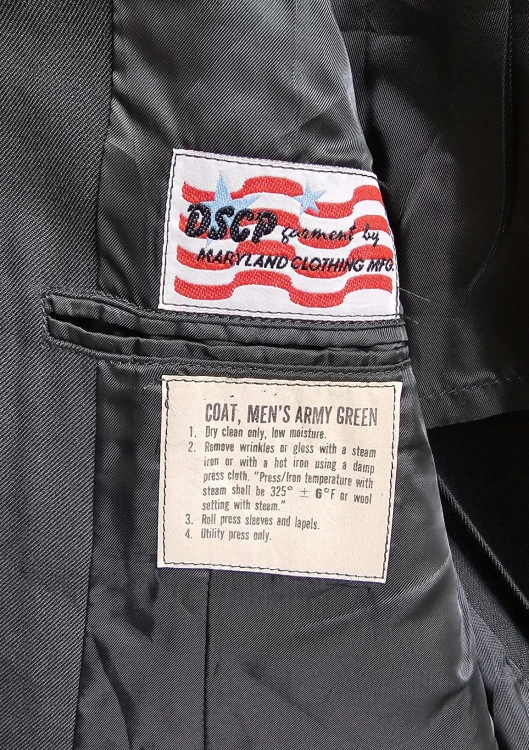 DSCP garment by
MARYLAND CLOTHING MFG.
COAT, MEN'S ARMY GREEN
1. Dry clean only, low moisture.
2. Remove wrinkles or gloss with a steam
iron or with a hot iron using a damp
press cloth. "Press/Iron temperature with
steam shall be 325° ± 6°F or wool
setting with steam."
3. Roll press sleeves and lapels.
4. Utility press only.